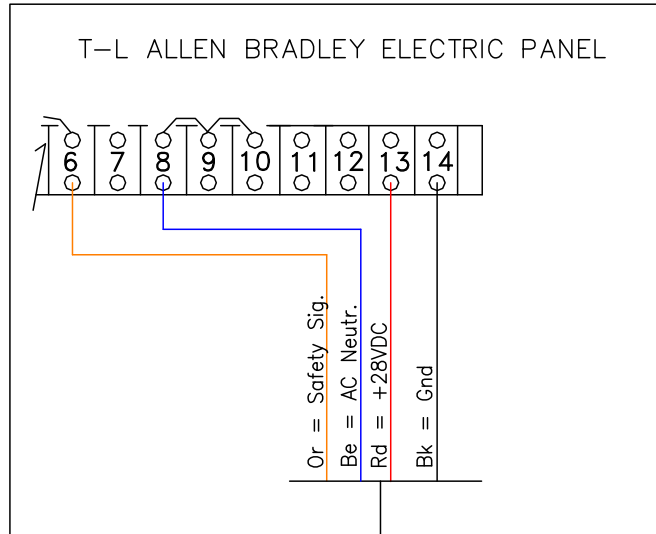 T-L ALLEN BRADLEY ELECTRIC PANEL
6 7 8 9 10 11 12 13 14
Or = Safety Sig.
Be = AC Neutr.
Rd = +28VDC
Bk = Gnd